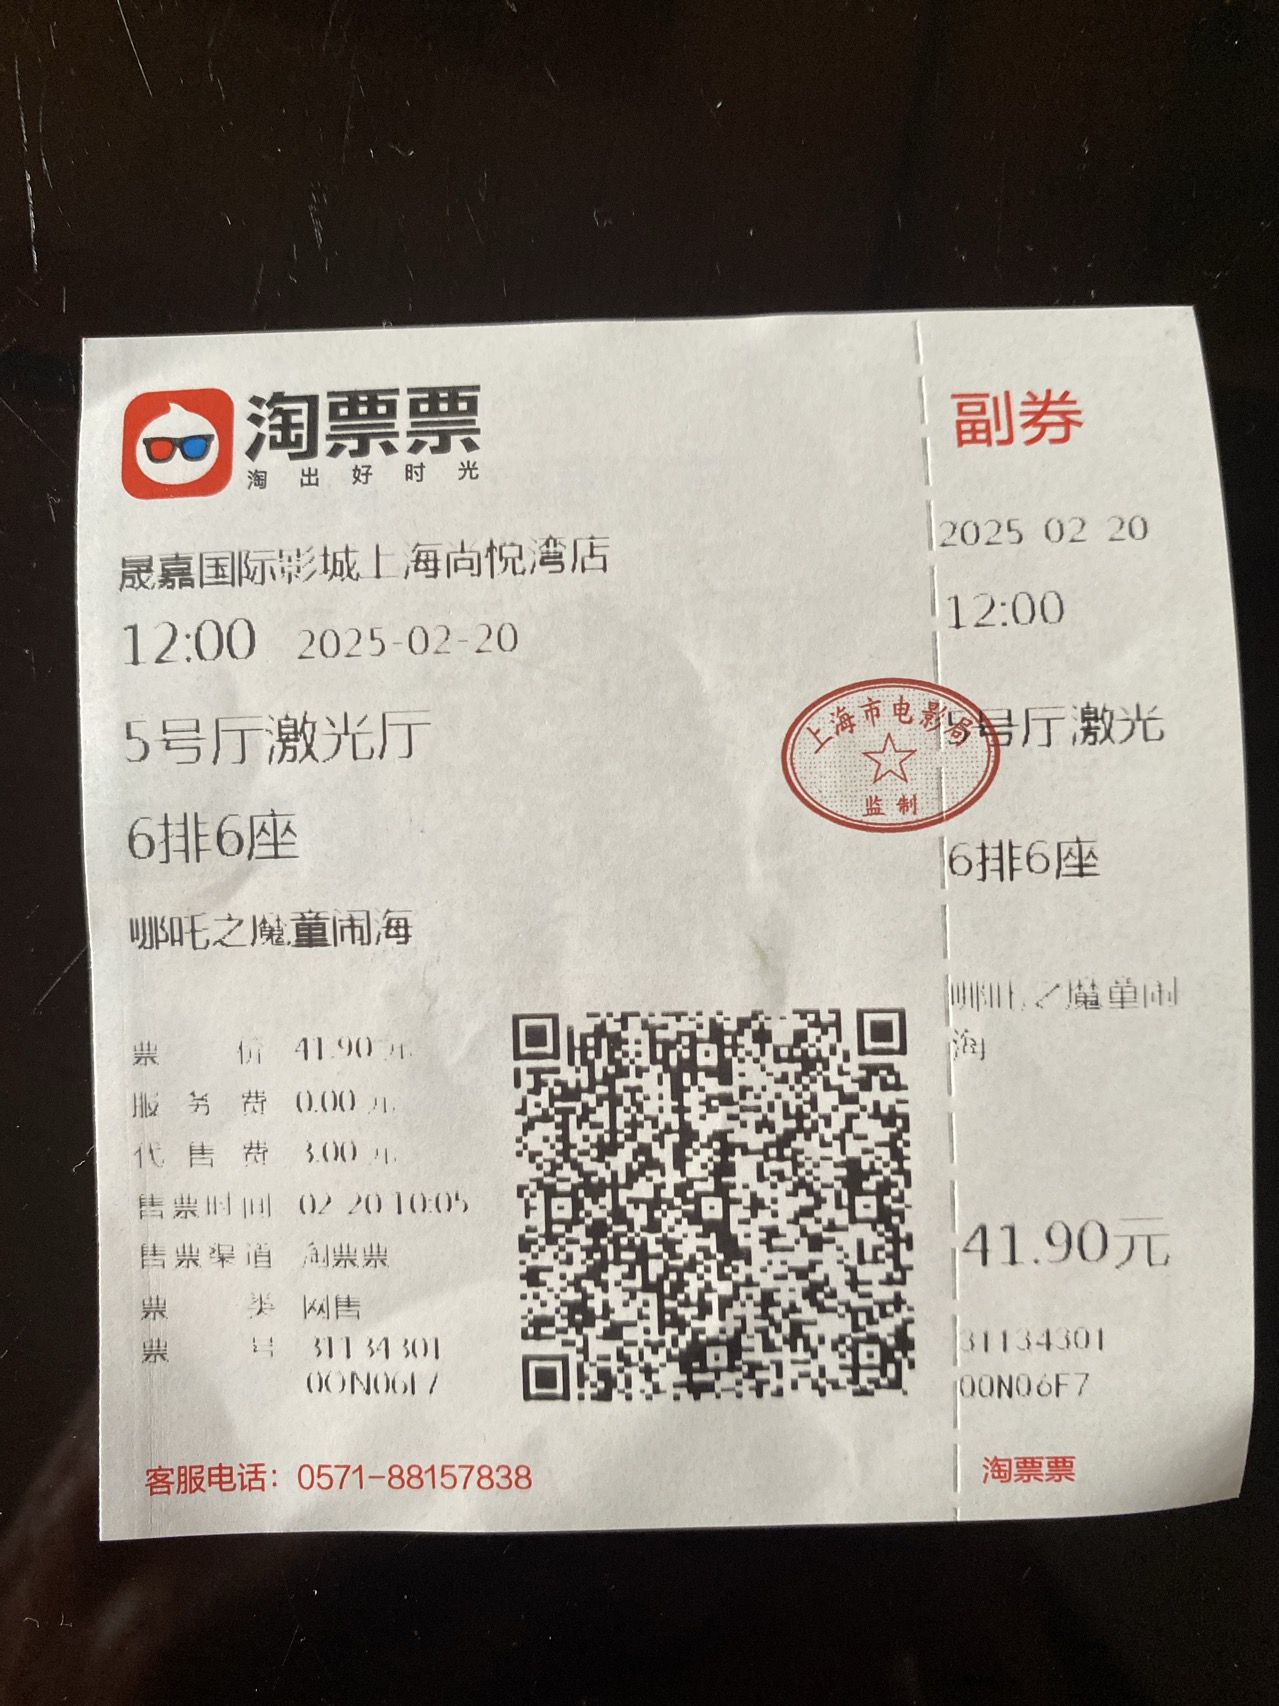 淘票票
淘出好时光
晟嘉国际影城上海尚悦湾店
12:00 2025-02-20
5号厅激光厅
6排6座
哪吒之魔童闹海
票价 41.90元
服务费 0.00元
代售费 3.00元
售票时间 02-20 10:05
售票渠道 淘票票
票类 网售
票号 31134301
00N06F7
客服电话：0571-88157838
上海市电影局
监制
副券
2025 02 20
12:00
5号厅激光
6排6座
哪吒之魔童闹
海
41.90元
31134301
00N06F7
淘票票